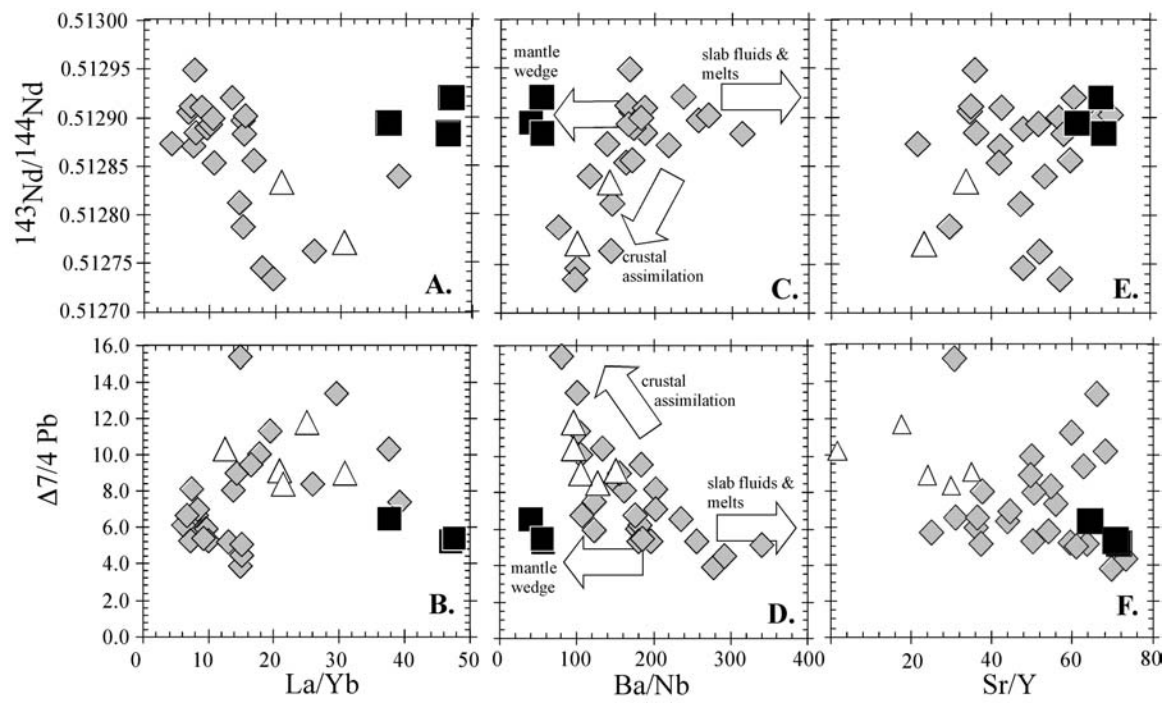 0.51300
0.51295
0.51290
0.51285
0.51280
0.51275
0.51270
143Nd/144Nd
A.
mantle
wedge
slab fluids &
melts
crustal
assimilation
C.
E.
16.0
14.0
12.0
10.0
8.0
6.0
4.0
2.0
0.0
Δ7/4 Pb
B.
crustal
assimilation
slab fluids &
melts
mantle
wedge
D.
F.
0 10 20 30 40 50
La/Yb
100 200 300 400
Ba/Nb
20 40 60 80
Sr/Y